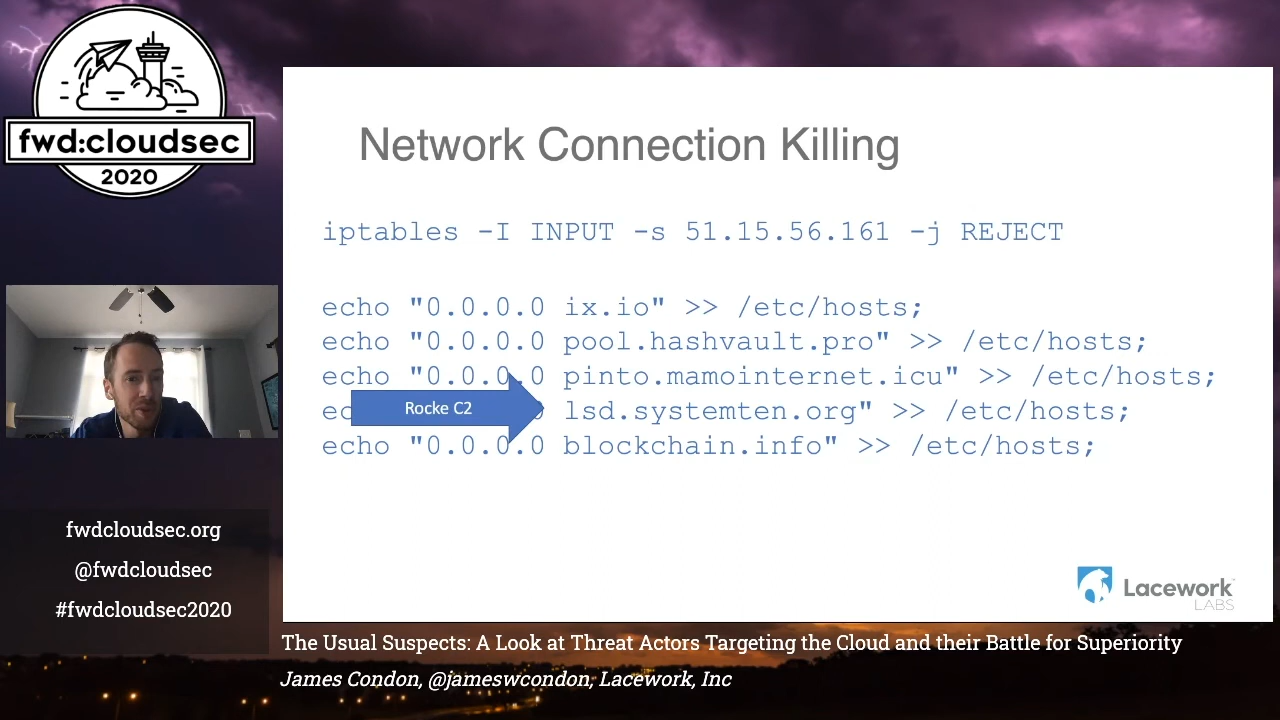 fwd:cloudsec
2020
Network Connection Killing
iptables -I INPUT -s 51.15.56.161 -j REJECT
echo "0.0.0.0 ix.io" >> /etc/hosts;
echo "0.0.0.0 pool.hashvault.pro" >> /etc/hosts;
echo "0.0.0.0 pinto.mamointernet.icu" >> /etc/hosts;
Rocke C2
lsd.systemten.org" >> /etc/hosts;
echo "0.0.0.0 blockchain.info" >> /etc/hosts;
Lacework
LABS
fwdcloudsec.org
@fwdcloudsec
#fwdcloudsec2020
The Usual Suspects: A Look at Threat Actors Targeting the Cloud and their Battle for Superiority
James Condon, @jameswcondon, Lacework, Inc